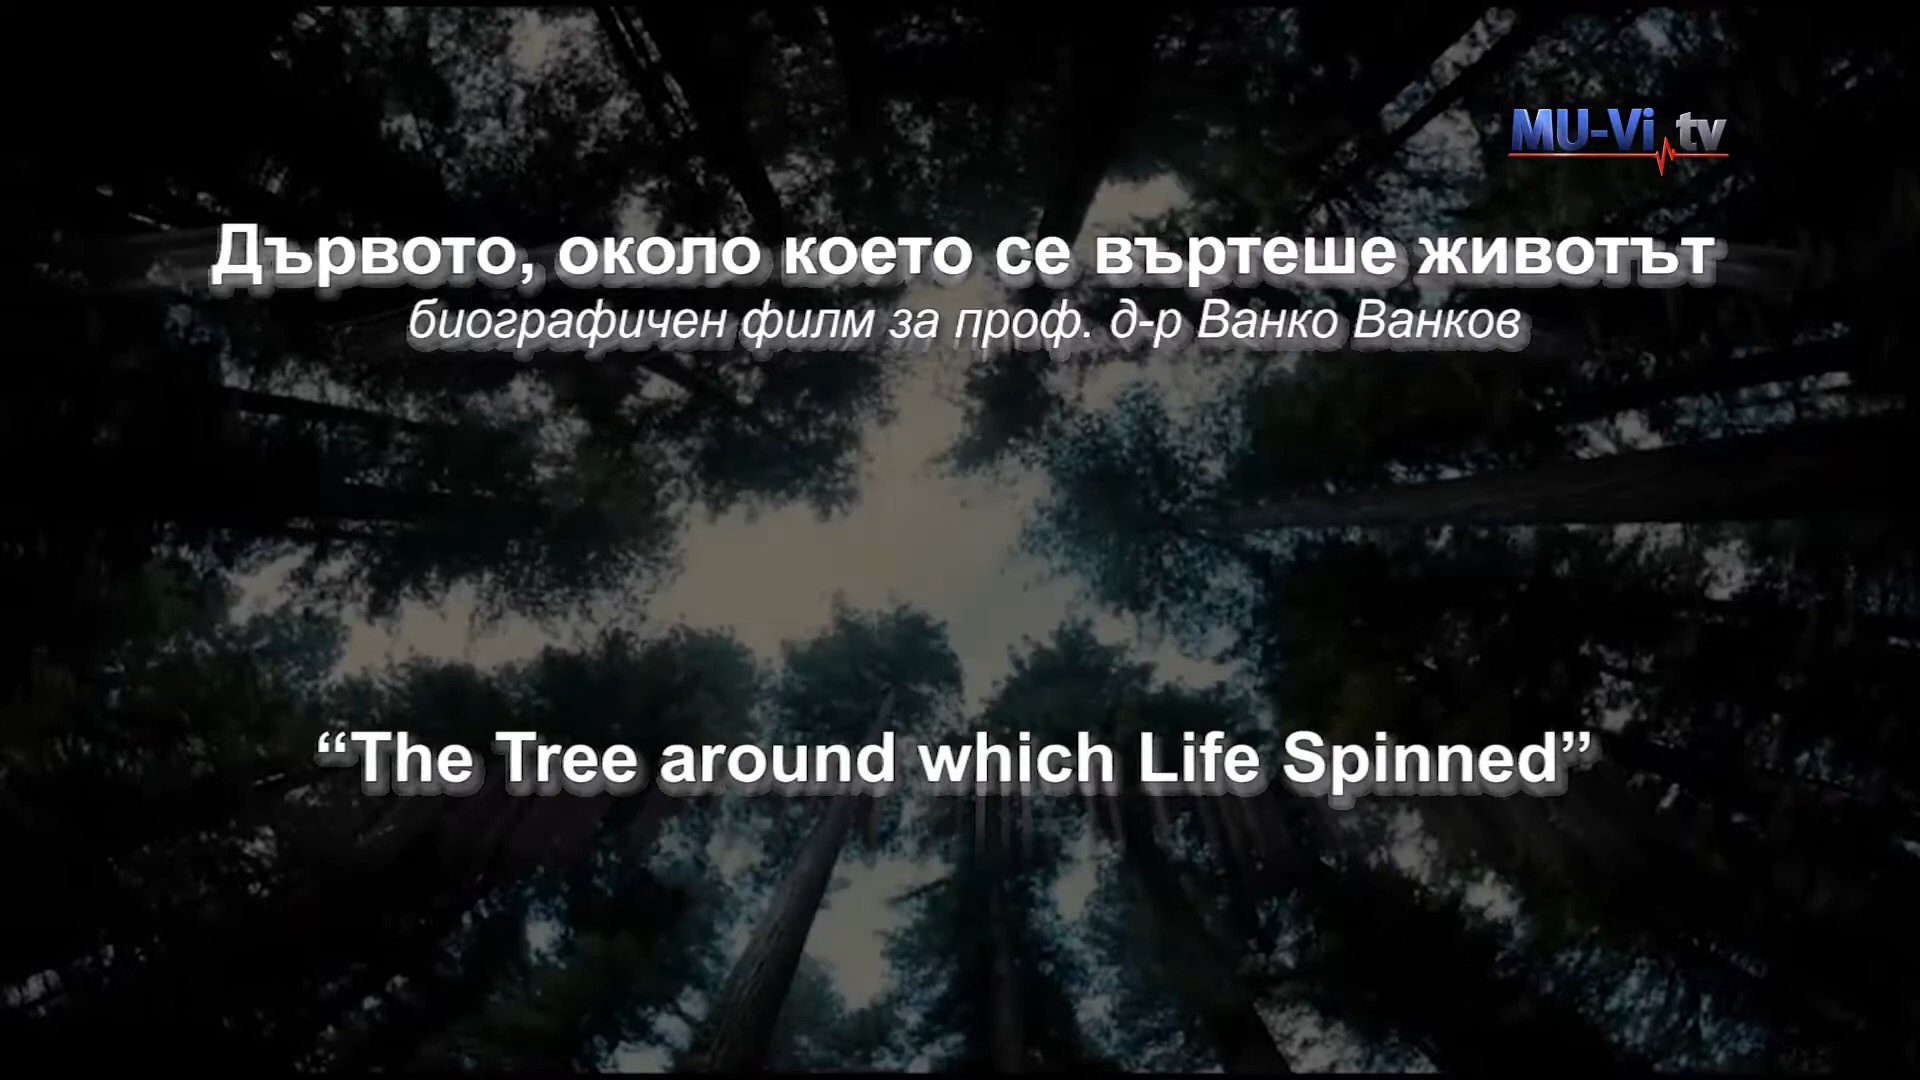 MU-Vi.tv
Дървото, около което се въртеше животът
биографичен филм за проф. д-р Ванко Ванков
“The Tree around which Life Spinned”